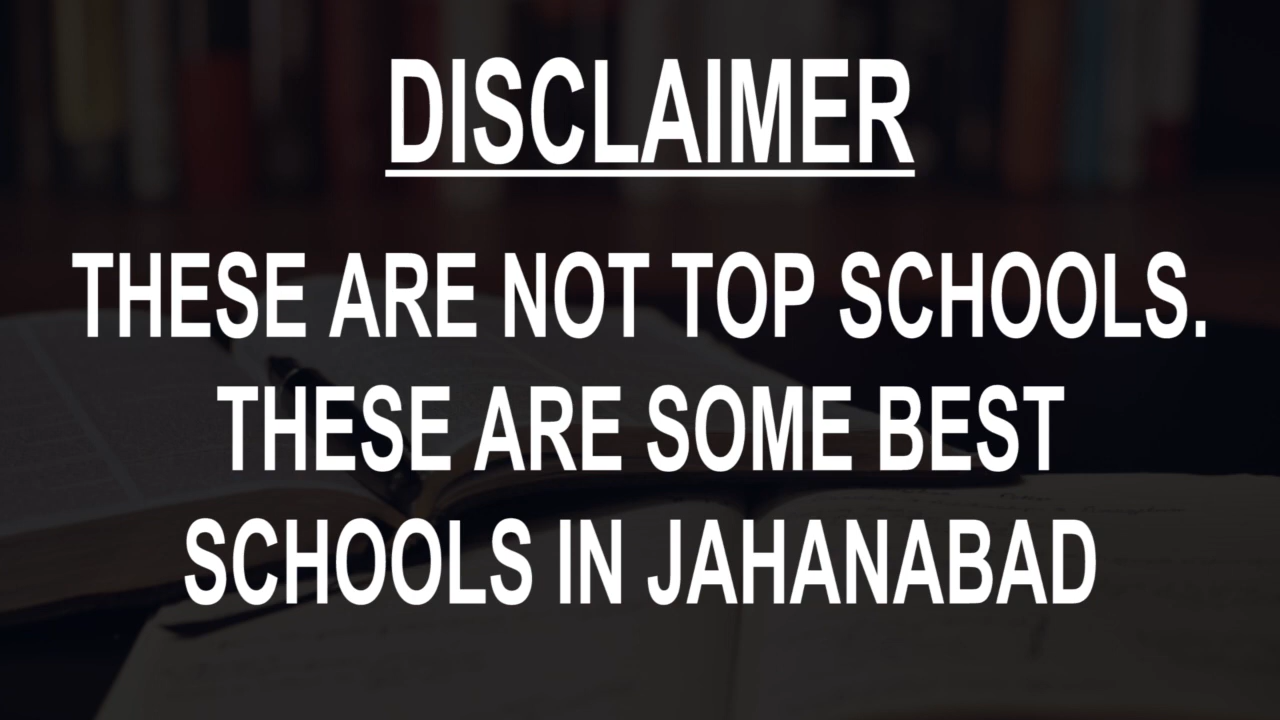 DISCLAIMER
THESE ARE NOT TOP SCHOOLS.
THESE ARE SOME BEST
SCHOOLS IN JAHANABAD